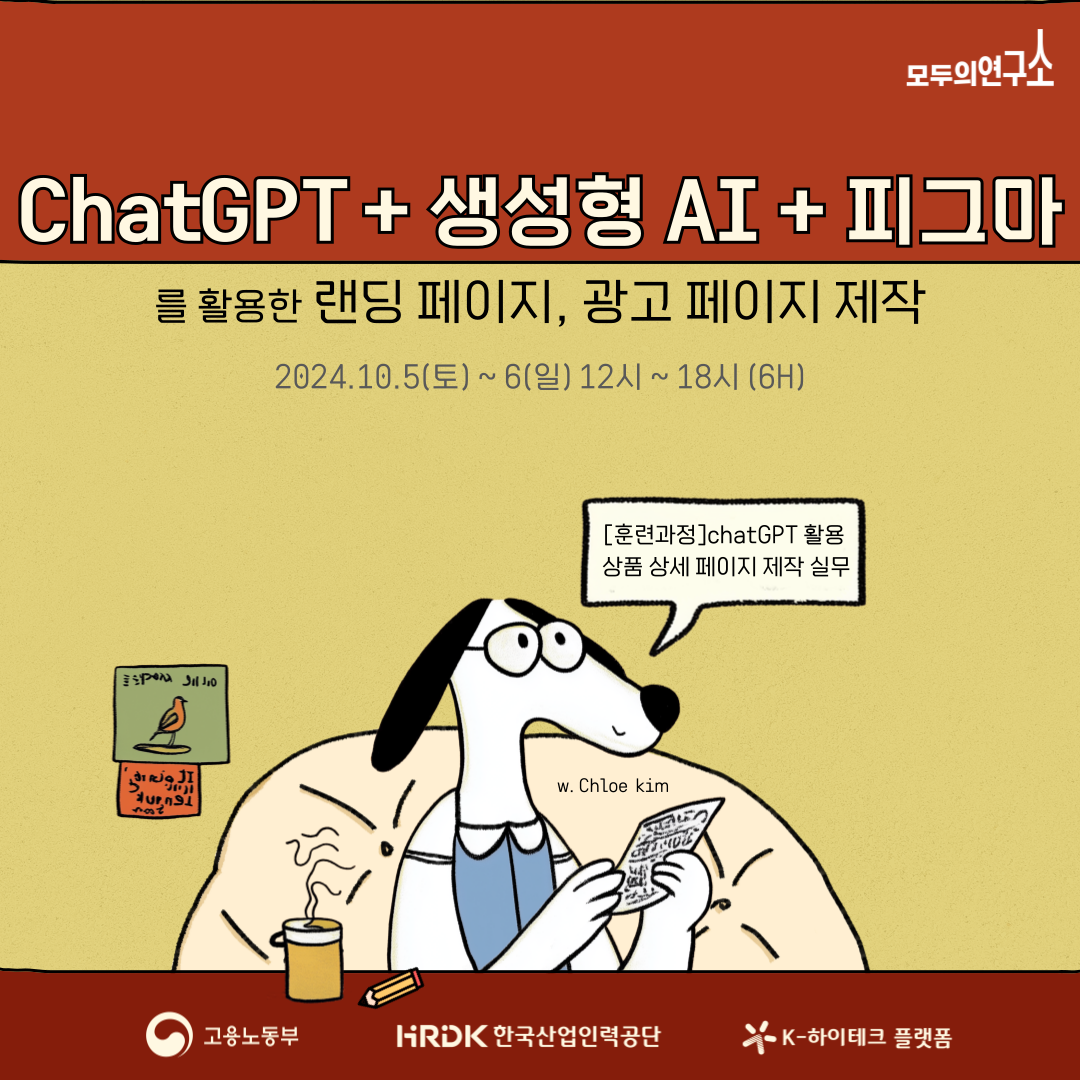 모두의연구소
ChatGPT + 생성형 AI + 피그마
를 활용한 랜딩 페이지, 광고 페이지 제작
2024.10.5(토) ~ 6(일) 12시 ~ 18시 (6H)
[훈련과정]chatGPT 활용
상품 상세 페이지 제작 실무
w. Chloe kim
고용노동부
HRDK 한국산업인력공단
K-하이테크 플랫폼